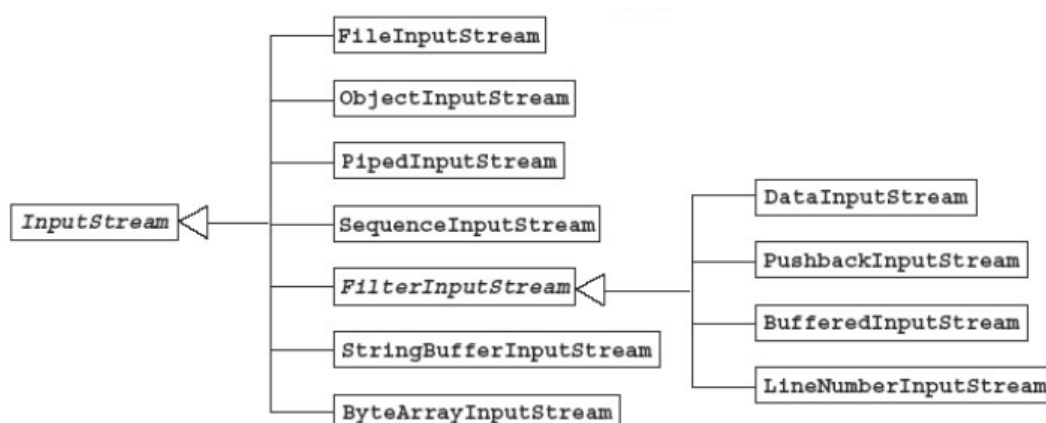 FileInputStream
ObjectInputStream
PipedInputStream
InputStream
SequenceInputStream
FilterInputStream
StringBufferInputStream
ByteArrayInputStream
DataInputStream
PushbackInputStream
BufferedInputStream
LineNumberInputStream